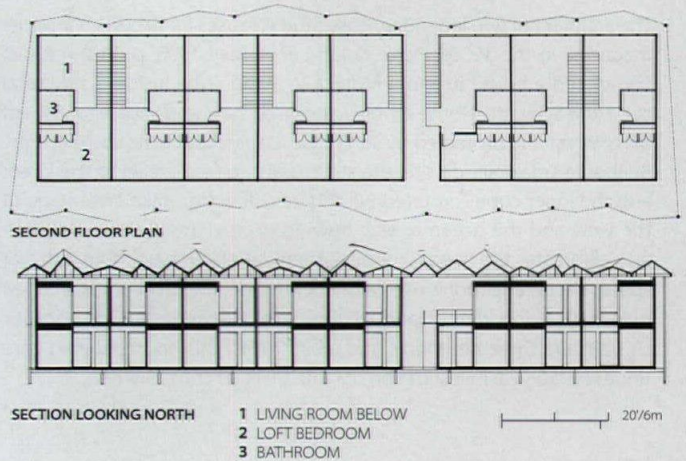 1
3
2
SECOND FLOOR PLAN
SECTION LOOKING NORTH
1 LIVING ROOM BELOW
2 LOFT BEDROOM
3 BATHROOM
20'/6m